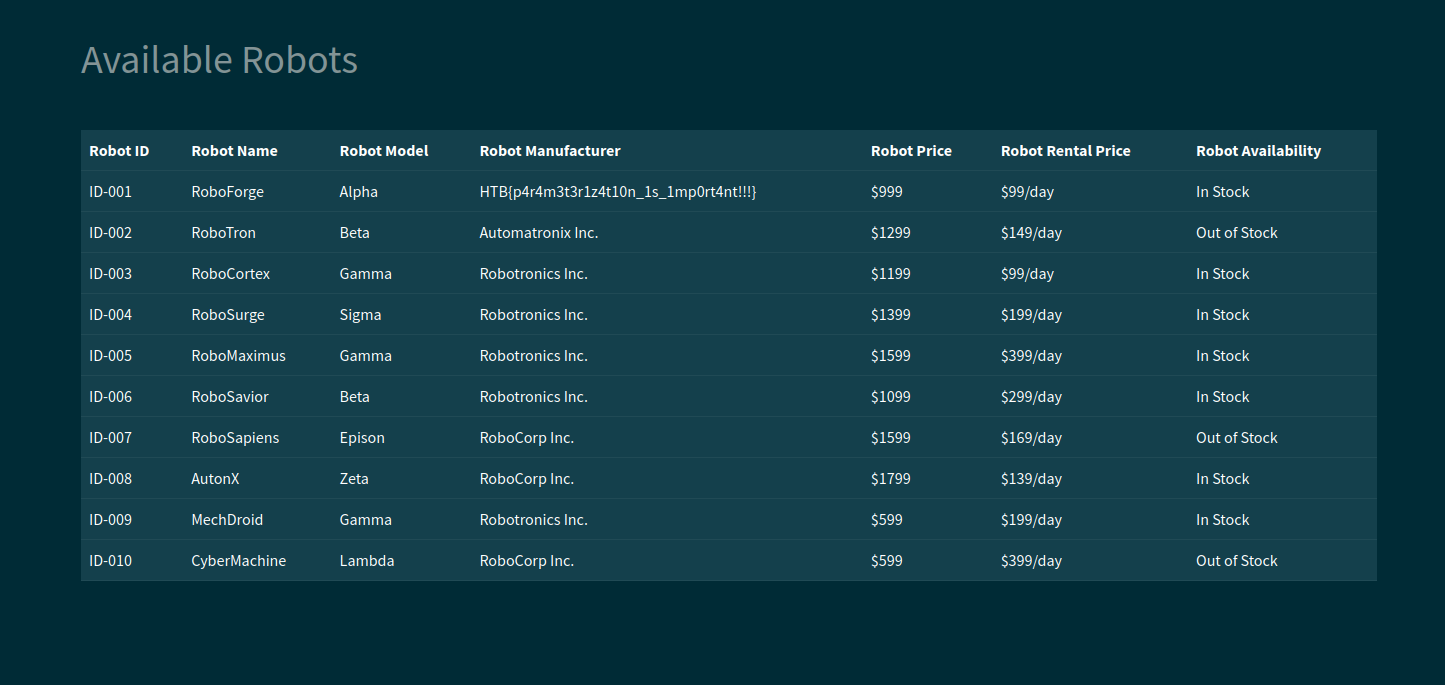 Available Robots
Robot ID Robot Name Robot Model Robot Manufacturer Robot Price Robot Rental Price Robot Availability
ID-001 RoboForge Alpha HTB{p4r4m3t3r1z4t10n_1s_1mp0rt4nt!!!} $999 $99/day In Stock
ID-002 RoboTron Beta Automatronix Inc. $1299 $149/day Out of Stock
ID-003 RoboCortex Gamma Robotronics Inc. $1199 $99/day In Stock
ID-004 RoboSurge Sigma Robotronics Inc. $1399 $199/day In Stock
ID-005 RoboMaximus Gamma Robotronics Inc. $1599 $399/day In Stock
ID-006 RoboSavior Beta Robotronics Inc. $1099 $299/day In Stock
ID-007 RoboSapiens Epison RoboCorp Inc. $1599 $169/day Out of Stock
ID-008 AutonX Zeta RoboCorp Inc. $1799 $139/day In Stock
ID-009 MechDroid Gamma Robotronics Inc. $599 $199/day In Stock
ID-010 CyberMachine Lambda RoboCorp Inc. $599 $399/day Out of Stock